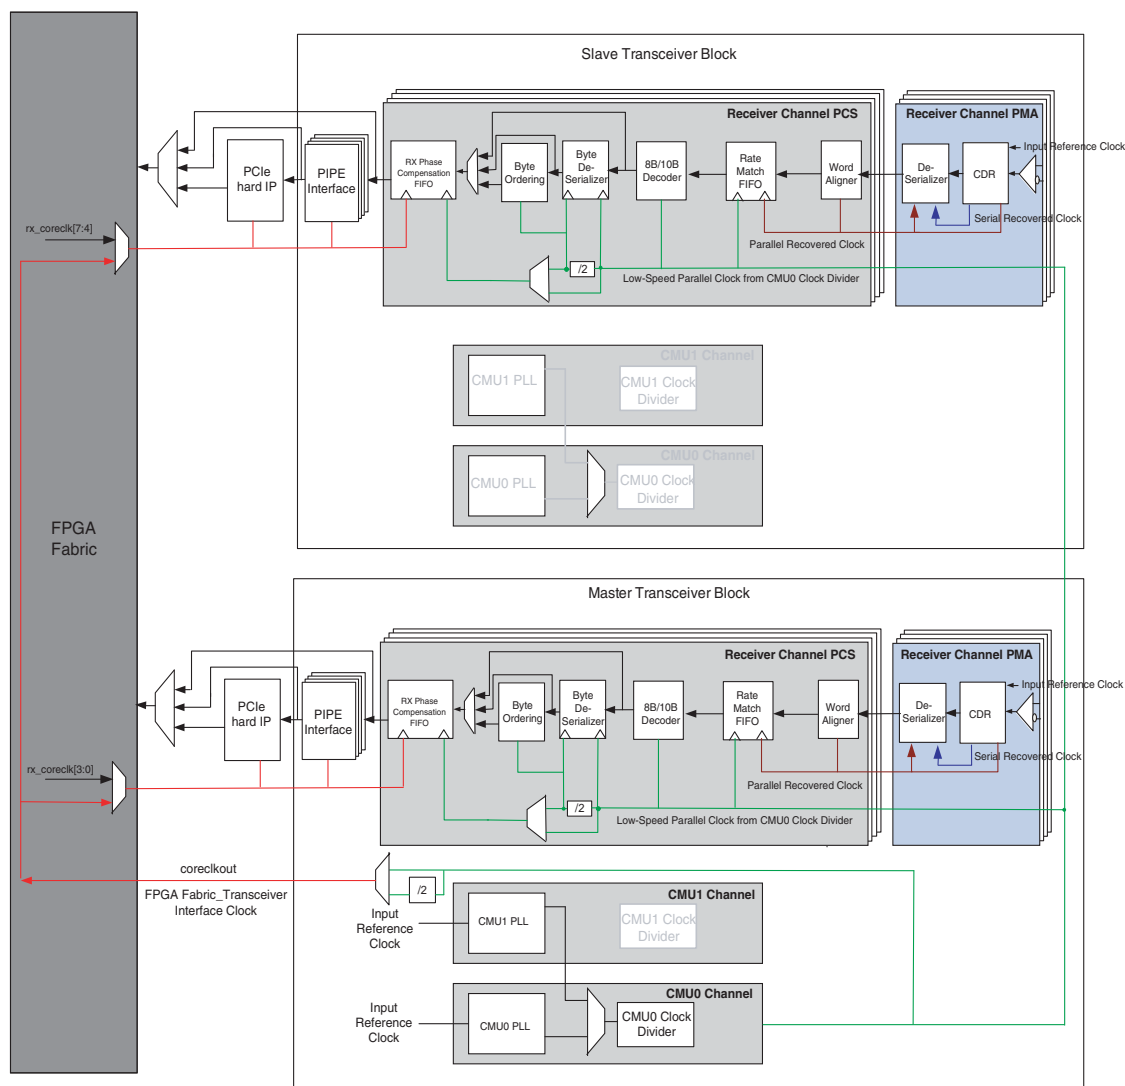 Slave Transceiver Block
Receiver Channel PCS
Receiver Channel PMA
RX Phase
Compensation
FIFO
Byte
Ordering
Byte
De-
Serializer
8B/10B
Decoder
Rate
Match
FIFO
Word
Aligner
De-
Serializer
CDR
Input Reference Clock
PCIe
hard IP
PIPE
Interface
rx_coreclk[7:4]
Serial Recovered Clock
Parallel Recovered Clock
/2
Low-Speed Parallel Clock from CMU0 Clock Divider
CMU1 Channel
CMU1 PLL
CMU1 Clock
Divider
CMU0 Channel
CMU0 PLL
CMU0 Clock
Divider
FPGA
Fabric
Master Transceiver Block
Receiver Channel PCS
Receiver Channel PMA
RX Phase
Compensation
FIFO
Byte
Ordering
Byte
De-
Serializer
8B/10B
Decoder
Rate
Match
FIFO
Word
Aligner
De-
Serializer
CDR
Input Reference Clock
PCIe
hard IP
PIPE
Interface
rx_coreclk[3:0]
Serial Recovered Clock
Parallel Recovered Clock
/2
Low-Speed Parallel Clock from CMU0 Clock Divider
coreclkout
FPGA Fabric_Transceiver
Interface Clock
/2
Input
Reference
Clock
CMU1 Channel
CMU1 PLL
CMU1 Clock
Divider
Input
Reference
Clock
CMU0 Channel
CMU0 PLL
CMU0 Clock
Divider